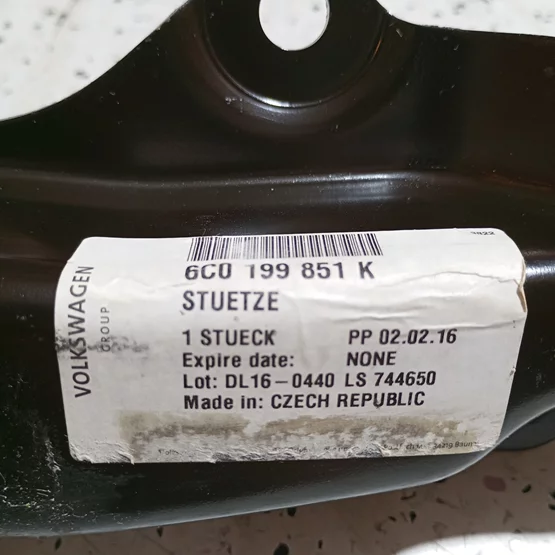 3822
VOLKSWAGEN
GROUP
6C0 199 851 K
STUETZE
1 STUECK PP 02.02.16
Expire date: NONE
Lot: DL16-0440 LS 744650
Made in: CZECH REPUBLIC